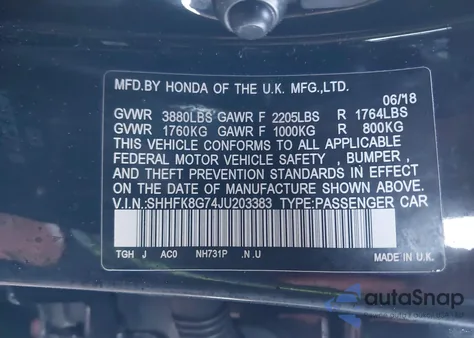 MFD.BY HONDA OF THE U.K. MFG.,LTD.
06/18
GVWR 3880LBS GAWR F 2205LBS R 1764LBS
GVWR 1760KG GAWR F 1000KG R 800KG
THIS VEHICLE CONFORMS TO ALL APPLICABLE
FEDERAL MOTOR VEHICLE SAFETY , BUMPER ,
AND THEFT PREVENTION STANDARDS IN EFFECT
ON THE DATE OF MANUFACTURE SHOWN ABOVE.
V.I.N.:SHHFK8G74JU203383 TYPE:PASSENGER CAR
TGH J AC0 NH731P .N .U MADE IN U.K.
autoSnap